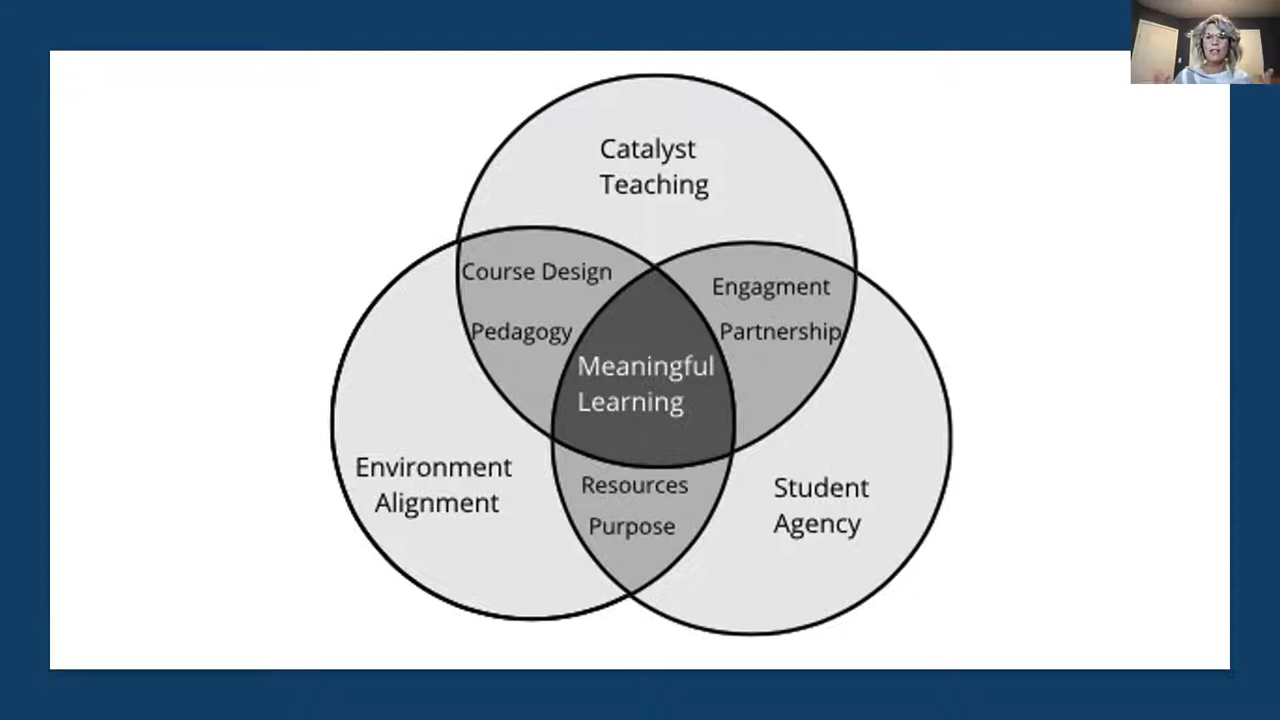 Catalyst
Teaching
Course Design
Engagment
Pedagogy
Partnership
Meaningful
Learning
Environment
Alignment
Resources
Purpose
Student
Agency